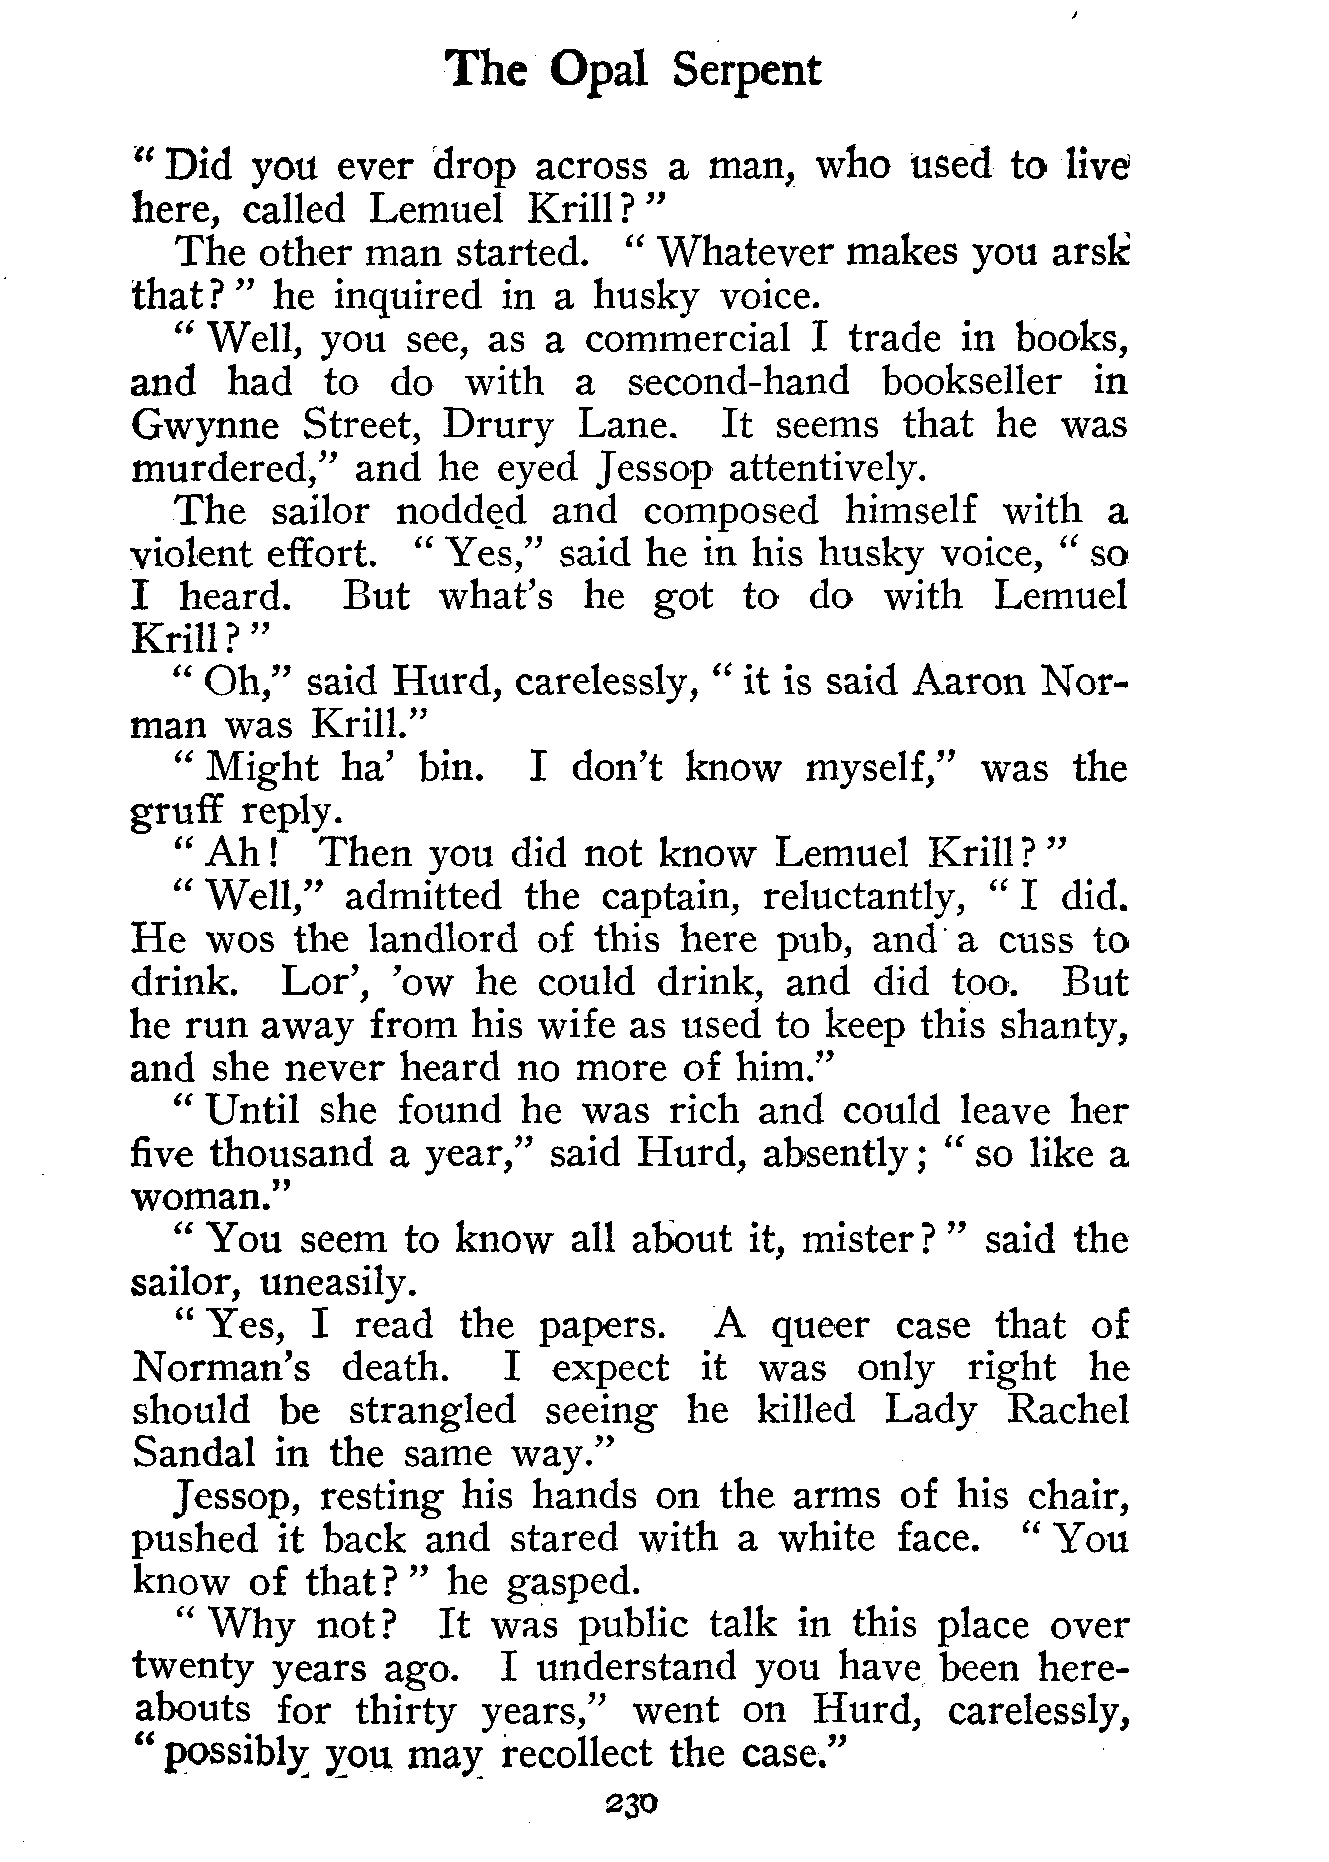 The Opal Serpent
“ Did you ever drop across a man, who used to live
here, called Lemuel Krill? ”
The other man started. “ Whatever makes you arsk
that? ” he inquired in a husky voice.
“ Well, you see, as a commercial I trade in books,
and had to do with a second-hand bookseller in
Gwynne Street, Drury Lane. It seems that he was
murdered,” and he eyed Jessop attentively.
The sailor nodded and composed himself with a
violent effort. “ Yes,” said he in his husky voice, “ so
I heard. But what’s he got to do with Lemuel
Krill? ”
“ Oh,” said Hurd, carelessly, “ it is said Aaron Nor-
man was Krill.”
“ Might ha’ bin. I don’t know myself,” was the
gruff reply.
“ Ah! Then you did not know Lemuel Krill? ”
“ Well,” admitted the captain, reluctantly, “ I did.
He wos the landlord of this here pub, and a cuss to
drink. Lor’, ’ow he could drink, and did too. But
he run away from his wife as used to keep this shanty,
and she never heard no more of him.”
“ Until she found he was rich and could leave her
five thousand a year,” said Hurd, absently; “ so like a
woman.”
“ You seem to know all about it, mister? ” said the
sailor, uneasily.
“ Yes, I read the papers. A queer case that of
Norman’s death. I expect it was only right he
should be strangled seeing he killed Lady Rachel
Sandal in the same way.”
Jessop, resting his hands on the arms of his chair,
pushed it back and stared with a white face. “ You
know of that? ” he gasped.
“ Why not? It was public talk in this place over
twenty years ago. I understand you have been here-
abouts for thirty years,” went on Hurd, carelessly,
“ possibly you may recollect the case.”
230